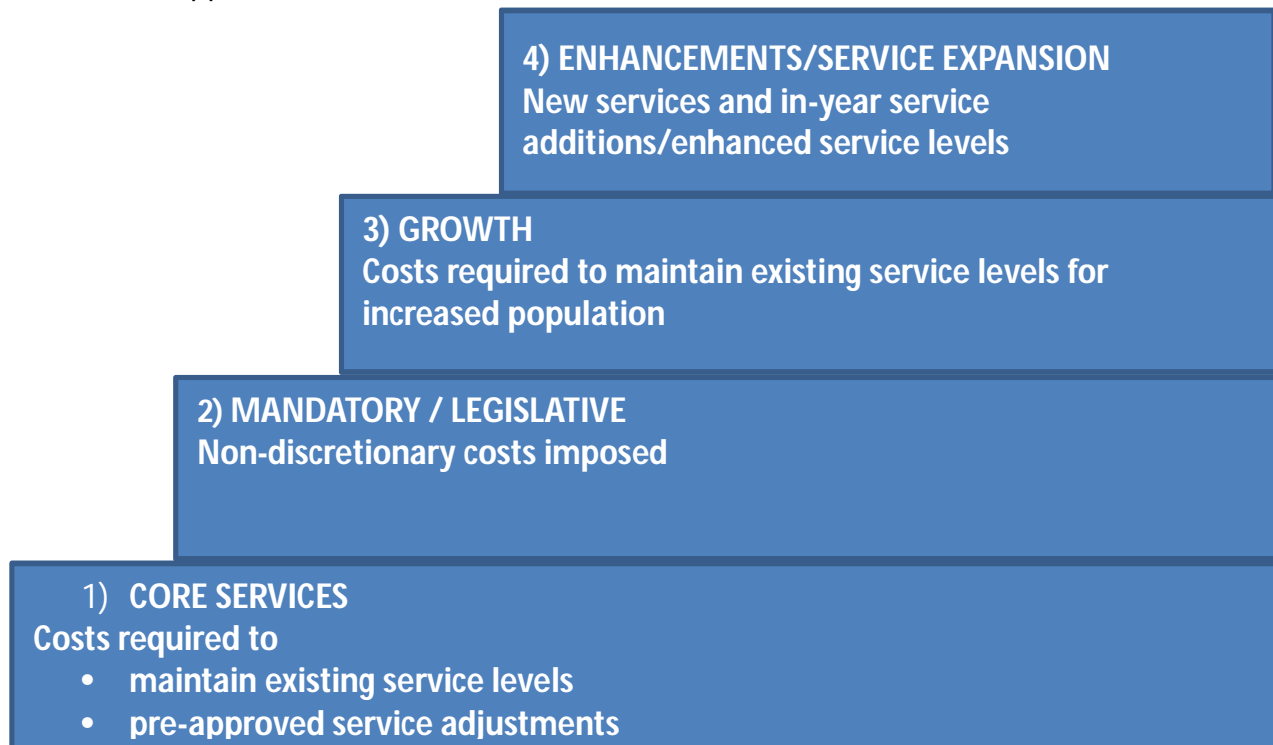 4) ENHANCEMENTS/SERVICE EXPANSION
New services and in-year service
additions/enhanced service levels
3) GROWTH
Costs required to maintain existing service levels for
increased population
2) MANDATORY / LEGISLATIVE
Non-discretionary costs imposed
1) CORE SERVICES
Costs required to
• maintain existing service levels
• pre-approved service adjustments